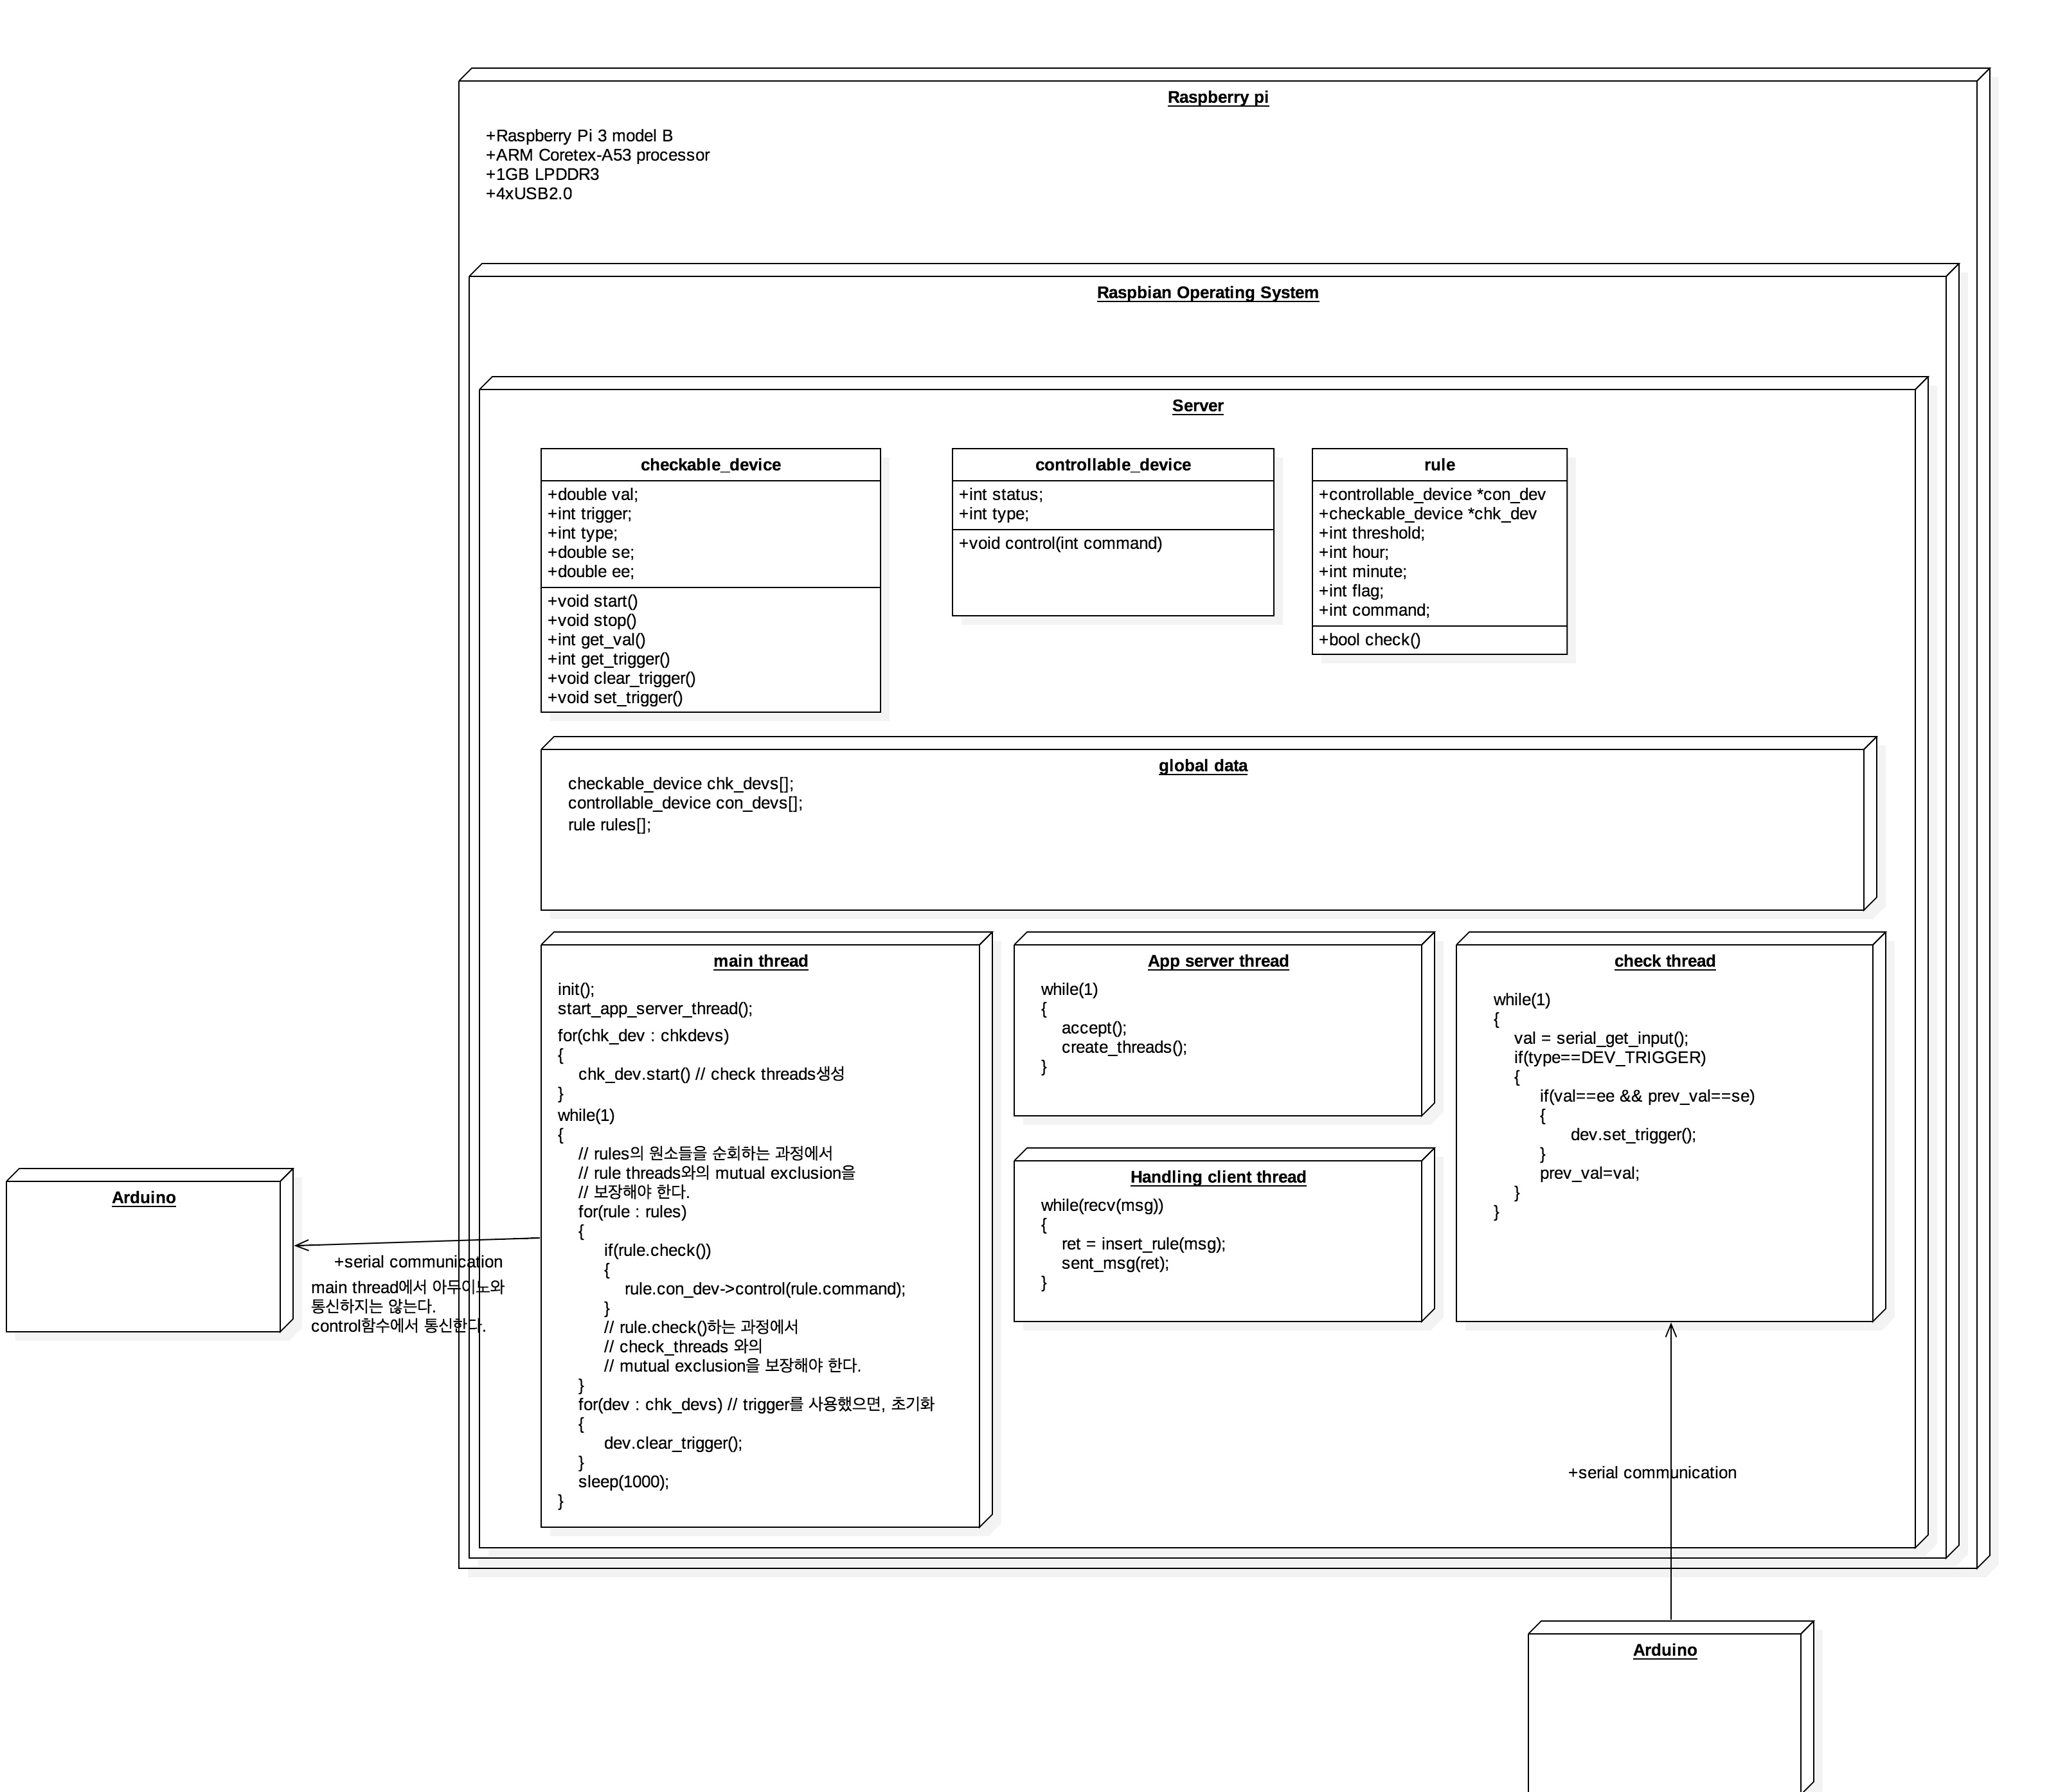 Raspberry pi
+Raspberry Pi 3 model B
+ARM Coretex-A53 processor
+1GB LPDDR3
+4xUSB2.0
Raspbian Operating System
Server
checkable_device
+double val;
+int trigger;
+int type;
+double se;
+double ee;
+void start()
+void stop()
+int get_val()
+int get_trigger()
+void clear_trigger()
+void set_trigger()
controllable_device
+int status;
+int type;
+void control(int command)
rule
+controllable_device *con_dev
+checkable_device *chk_dev
+int threshold;
+int hour;
+int minute;
+int flag;
+int command;
+bool check()
global data
checkable_device chk_devs[];
controllable_device con_devs[];
rule rules[];
main thread
init();
start_app_server_thread();
for(chk_dev : chkdevs)
{
chk_dev.start() // check threads생성
}
while(1)
{
// rules의 원소들을 순회하는 과정에서
// rule threads와의 mutual exclusion을
// 보장해야 한다.
for(rule : rules)
{
if(rule.check())
{
rule.con_dev->control(rule.command);
}
// rule.check()하는 과정에서
// check_threads 와의
// mutual exclusion을 보장해야 한다.
}
for(dev : chk_devs) // trigger를 사용했으면, 초기화
{
dev.clear_trigger();
}
sleep(1000);
}
App server thread
while(1)
{
accept();
create_threads();
}
Handling client thread
while(recv(msg))
{
ret = insert_rule(msg);
sent_msg(ret);
}
check thread
while(1)
{
val = serial_get_input();
if(type==DEV_TRIGGER)
{
if(val==ee && prev_val==se)
{
dev.set_trigger();
}
prev_val=val;
}
}
Arduino
+serial communication
main thread에서 아두이노와
통신하지는 않는다.
control함수에서 통신한다.
+serial communication
Arduino